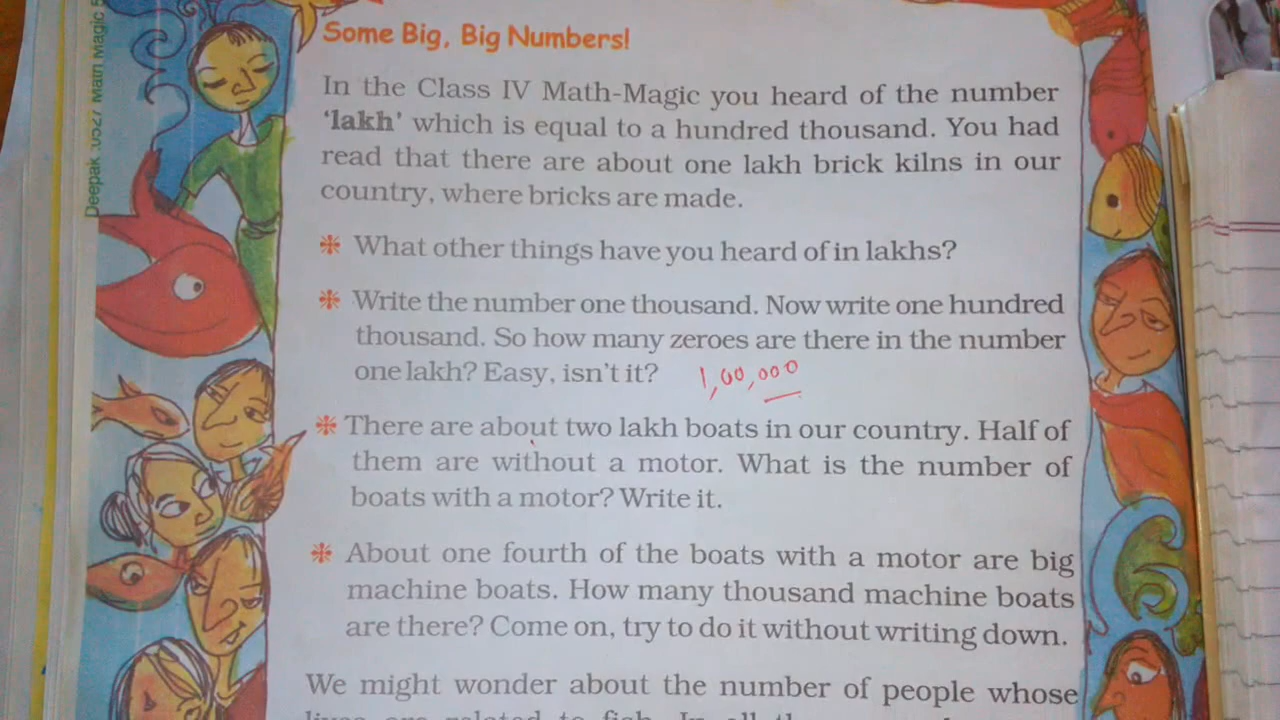 Some Big, Big Numbers!
In the Class IV Math-Magic you heard of the number
'lakh' which is equal to a hundred thousand. You had
read that there are about one lakh brick kilns in our
country, where bricks are made.
What other things have you heard of in lakhs?
Write the number one thousand. Now write one hundred
thousand. So how many zeroes are there in the number
one lakh? Easy, isn't it? 1,00,000
There are about two lakh boats in our country. Half of
them are without a motor. What is the number of
boats with a motor? Write it.
About one fourth of the boats with a motor are big
machine boats. How many thousand machine boats
are there? Come on, try to do it without writing down.
We might wonder about the number of people whose
lives are related to fish. In all
Deepak